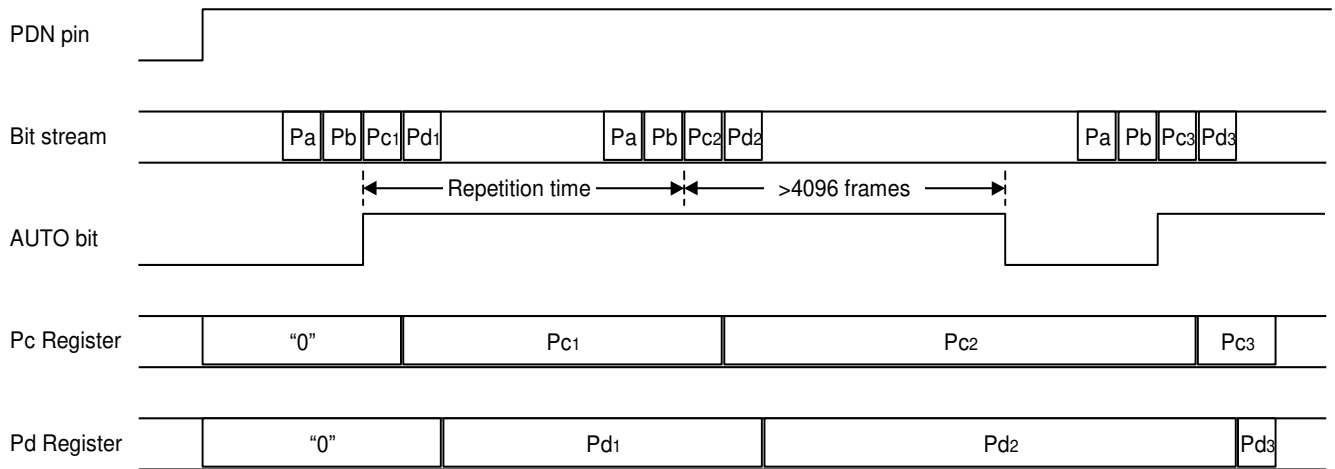 PDN pin
Bit stream Pa Pb Pc1 Pd1 Pa Pb Pc2 Pd2 Pa Pb Pc3 Pd3
Repetition time >4096 frames
AUTO bit
Pc Register “0” Pc1 Pc2 Pc3
Pd Register “0” Pd1 Pd2 Pd3